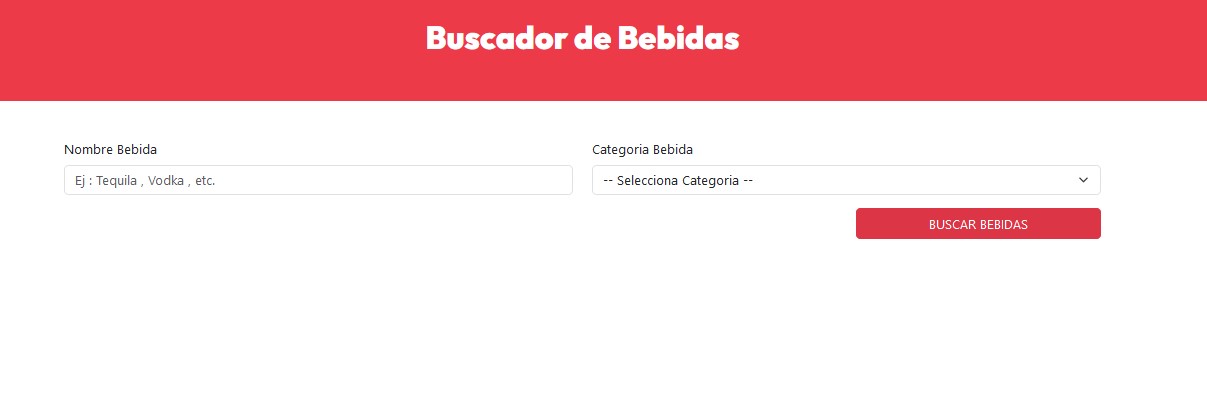 Buscador de Bebidas
Nombre Bebida
Ej : Tequila , Vodka , etc.
Categoria Bebida
-- Selecciona Categoria --
BUSCAR BEBIDAS